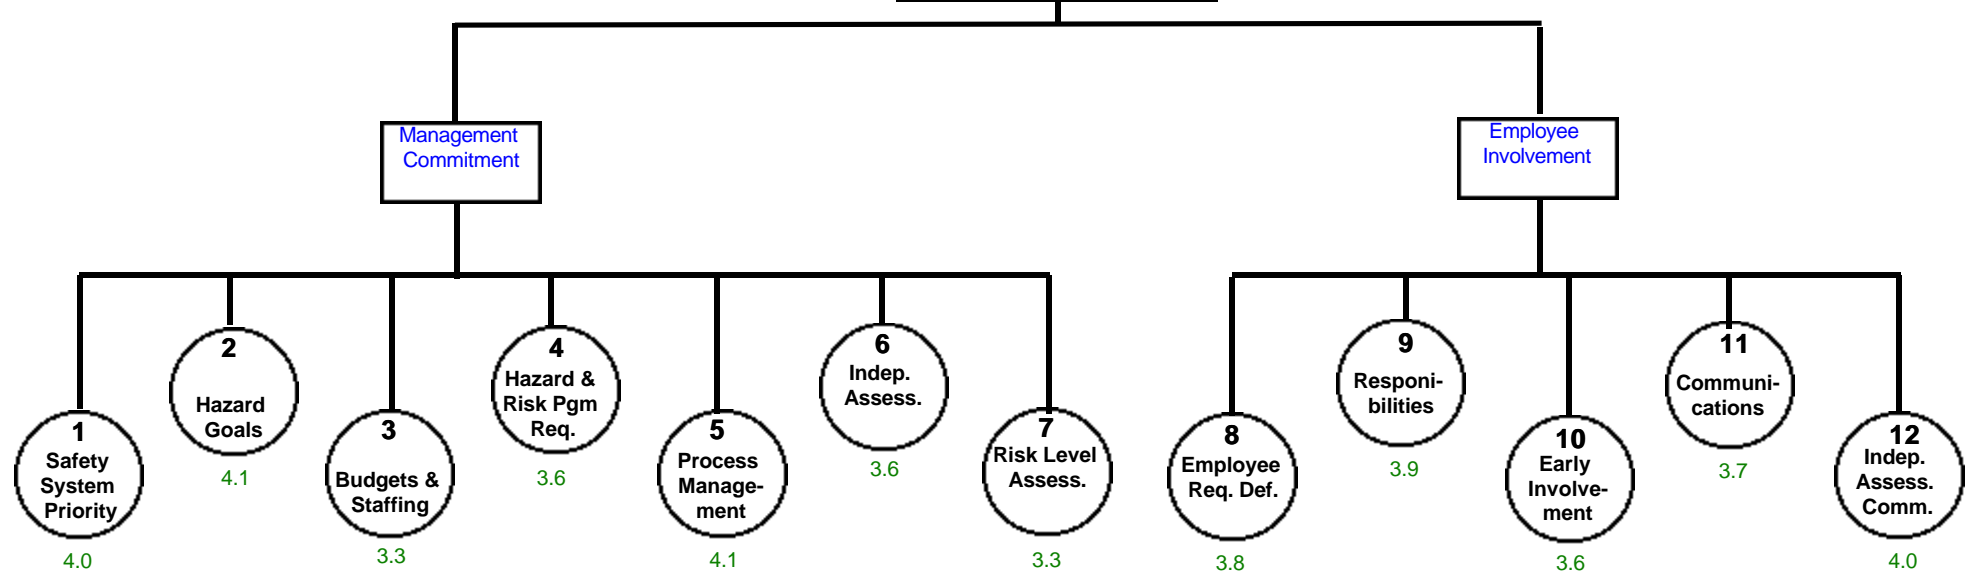 Management
Commitment
Employee
Involvement
1
Safety
System
Priority
4.0
2
Hazard
Goals
4.1
3
Budgets &
Staffing
3.3
4
Hazard &
Risk Pgm
Req.
3.6
5
Process
Manage-
ment
4.1
6
Indep.
Assess.
3.6
7
Risk Level
Assess.
3.3
8
Employee
Req. Def.
3.8
9
Responi-
bilities
3.9
10
Early
Involve-
ment
3.6
11
Communi-
cations
3.7
12
Indep.
Assess.
Comm.
4.0